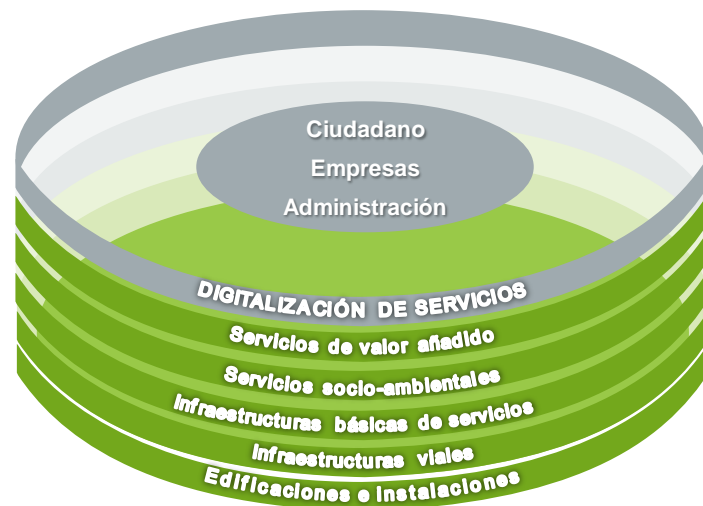 Ciudadano
Empresas
Administración
DIGITALIZACIÓN DE SERVICIOS
Servicios de valor añadido
Servicios socio-ambientales
Infraestructuras básicas de servicios
Infraestructuras viales
Edificaciones e Instalaciones